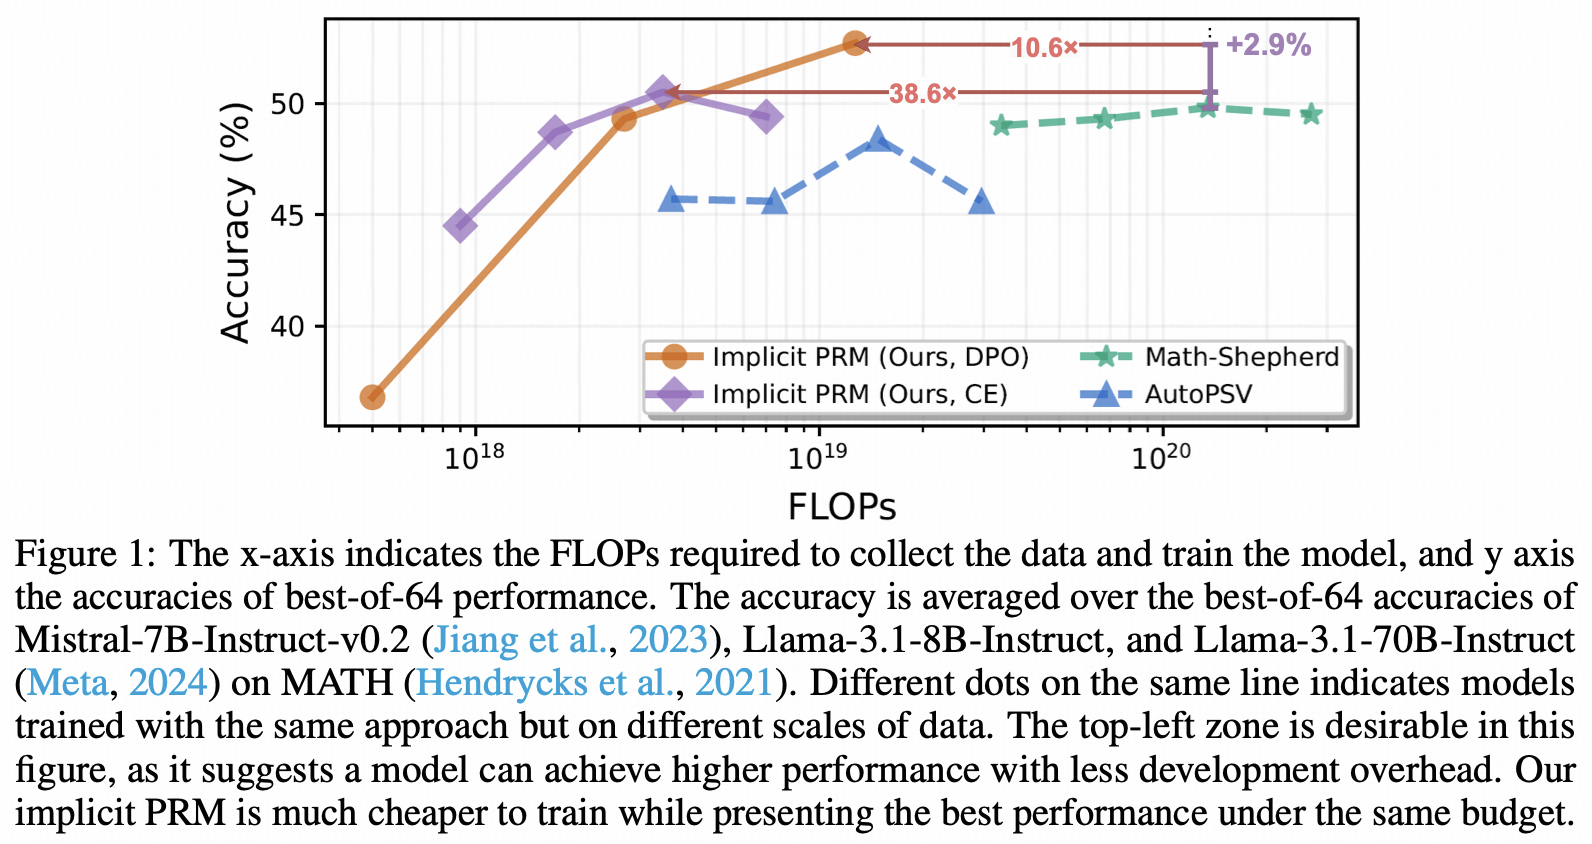 10.6×
+2.9%
38.6×
50
45
40
Accuracy (%)
Implicit PRM (Ours, DPO)
Implicit PRM (Ours, CE)
Math-Shepherd
AutoPSV
10^18
10^19
10^20
FLOPs
Figure 1: The x-axis indicates the FLOPs required to collect the data and train the model, and y axis
the accuracies of best-of-64 performance. The accuracy is averaged over the best-of-64 accuracies of
Mistral-7B-Instruct-v0.2 (Jiang et al., 2023), Llama-3.1-8B-Instruct, and Llama-3.1-70B-Instruct
(Meta, 2024) on MATH (Hendrycks et al., 2021). Different dots on the same line indicates models
trained with the same approach but on different scales of data. The top-left zone is desirable in this
figure, as it suggests a model can achieve higher performance with less development overhead. Our
implicit PRM is much cheaper to train while presenting the best performance under the same budget.